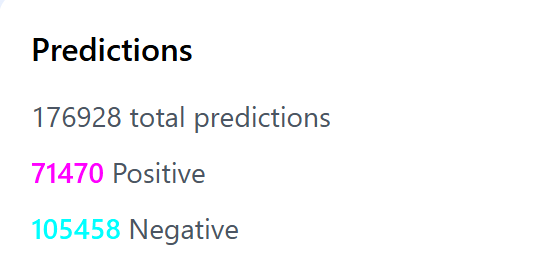 Predictions
176928 total predictions
71470 Positive
105458 Negative